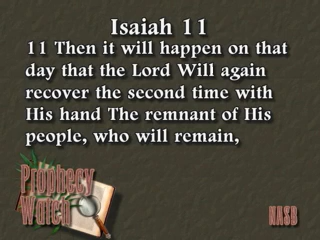 Isaiah 11
11 Then it will happen on that
day that the Lord Will again
recover the second time with
His hand The remnant of His
people, who will remain,
Prophecy
Watch
NASB